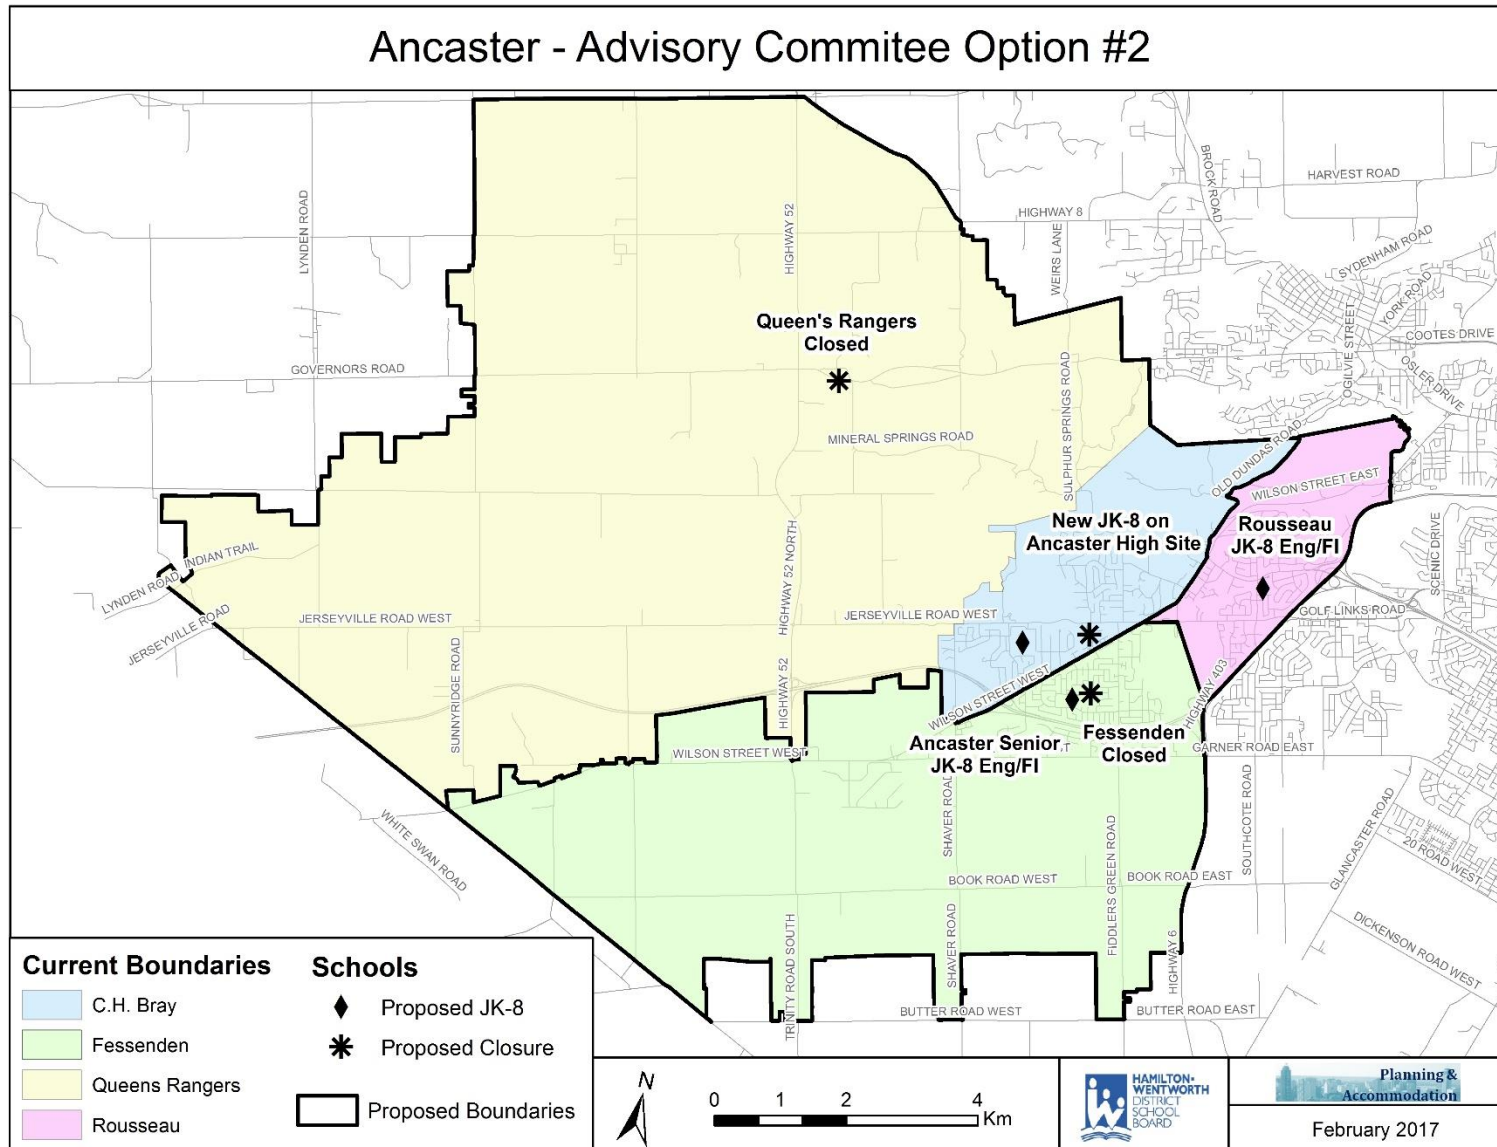 Ancaster - Advisory Commitee Option #2
HARVEST ROAD
BROCK ROAD
HIGHWAY 8
LYNDEN ROAD
HIGHWAY 52
WEIRS LANE
SYDENHAM ROAD
YORK ROAD
OGILVIE STREET
COOTES DRIVE
OSLER DRIVE
Queen's Rangers
Closed
GOVERNORS ROAD
SULPHUR SPRINGS ROAD
MINERAL SPRINGS ROAD
OLD DUNDAS ROAD
WILSON STREET EAST
New JK-8 on
Ancaster High Site
Rousseau
JK-8 Eng/FI
SCENIC DRIVE
HIGHWAY 52 NORTH
INDIAN TRAIL
LYNDEN ROAD
JERSEYVILLE ROAD
JERSEYVILLE ROAD WEST
JERSEYVILLE ROAD WEST
GOLF LINKS ROAD
SUNNYRIDGE ROAD
HIGHWAY 52
WILSON STREET WEST
HIGHWAY 403
WILSON STREET WEST
Ancaster Senior
JK-8 Eng/FI
Fessenden
Closed
GARNER ROAD EAST
SHAVER ROAD
SOUTHCOTE ROAD
WHITE SWAN ROAD
FIDDLERS GREEN ROAD
GLANCASTER ROAD
20 ROAD WEST
BOOK ROAD WEST
BOOK ROAD EAST
DICKENSON ROAD WEST
TRINITY ROAD SOUTH
SHAVER ROAD
HIGHWAY 6
BUTTER ROAD WEST
BUTTER ROAD EAST
Current Boundaries
C.H. Bray
Fessenden
Queens Rangers
Rousseau
Schools
Proposed JK-8
Proposed Closure
Proposed Boundaries
N
0 1 2 4
Km
HAMILTON-
WENTWORTH
DISTRICT
SCHOOL
BOARD
Planning &
Accommodation
February 2017